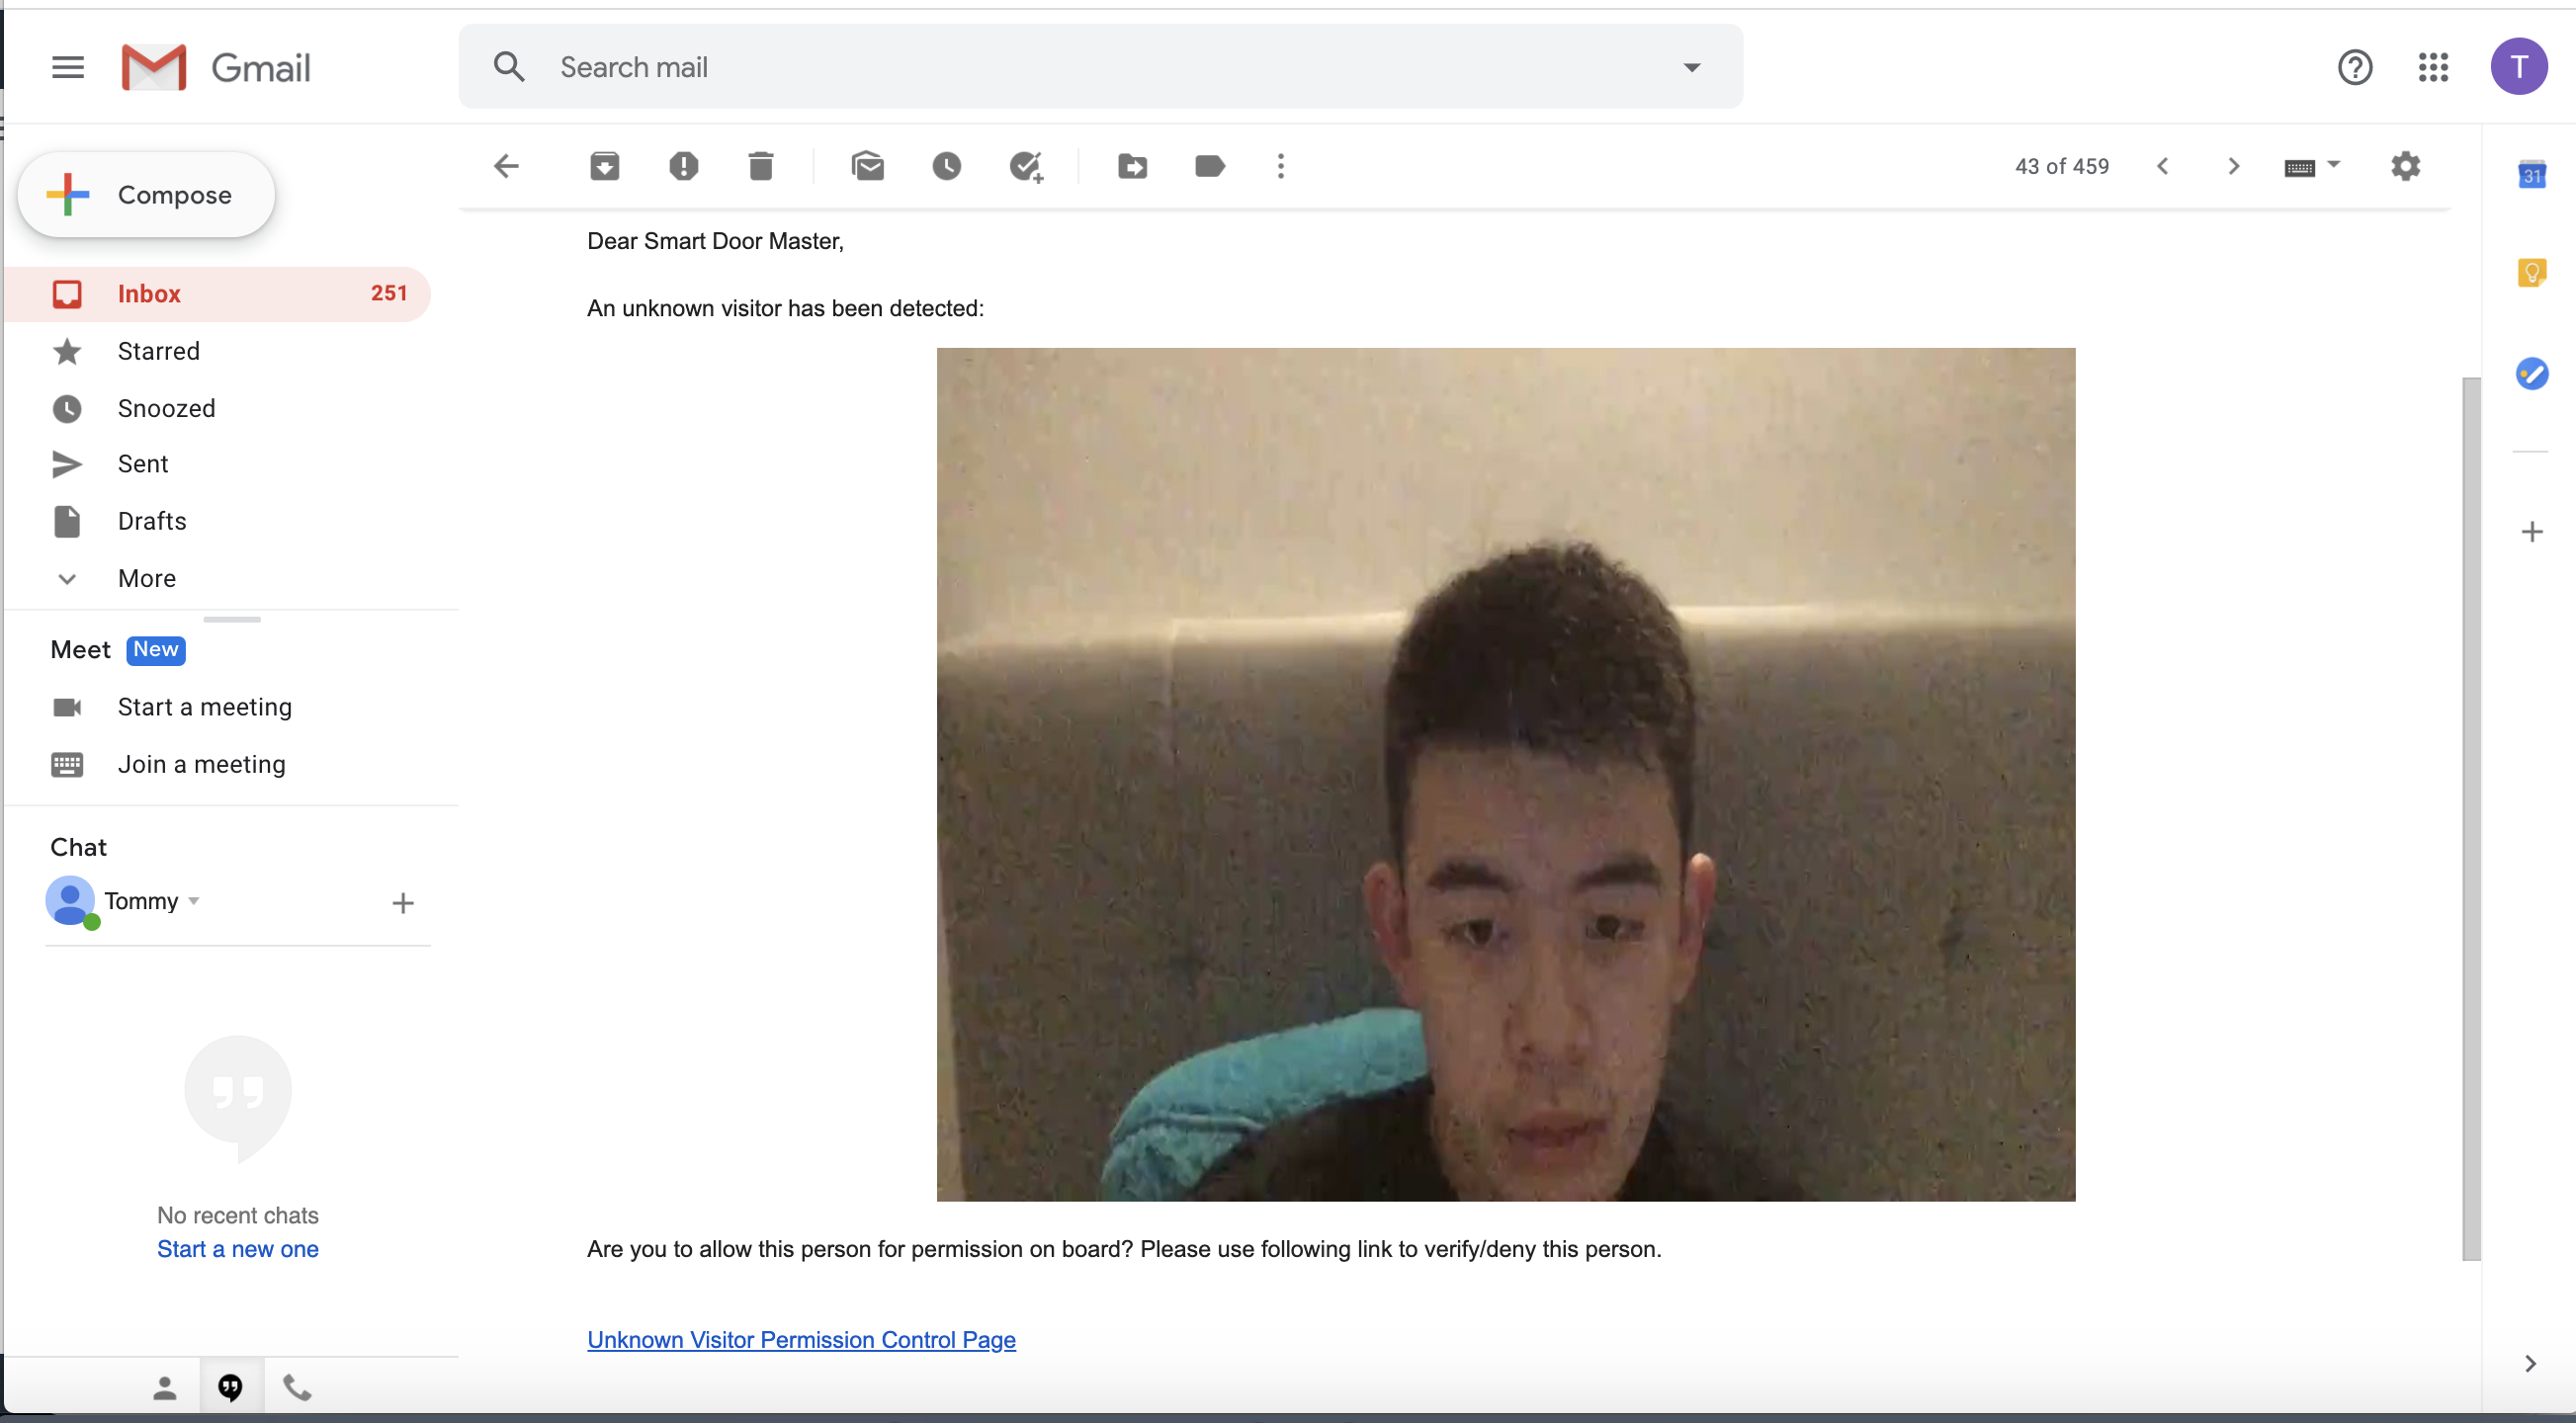 Gmail
Search mail
T
Compose
43 of 459
31
Inbox 251
Starred
Snoozed
Sent
Drafts
More
Meet New
Start a meeting
Join a meeting
Chat
Tommy
No recent chats
Start a new one
Dear Smart Door Master,
An unknown visitor has been detected:
Are you to allow this person for permission on board? Please use following link to verify/deny this person.
Unknown Visitor Permission Control Page